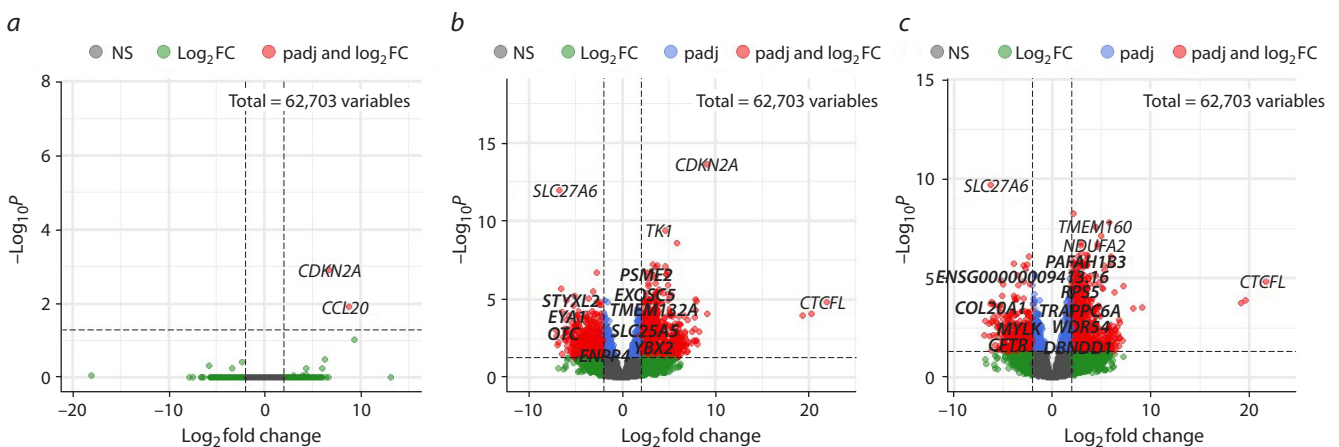 a
NS Log2FC padj and log2FC
Total = 62,703 variables
8
6
4
2
0
–Log10P
CDKN2A
CCL20
–20 –10 0 10
Log2 fold change
b
NS Log2FC padj padj and log2FC
Total = 62,703 variables
15
10
5
0
–Log10P
CDKN2A
SLC27A6
TK1
PSME2
EXOSC5
STYXL2
TMEM132A
CTCFL
EYA1
OTC
SLC25A5
YBX2
ENPP4
–10 0 10 20
Log2 fold change
c
NS Log2FC padj padj and log2FC
Total = 62,703 variables
15
10
5
0
–Log10P
SLC27A6
TMEM160
NDUFA2
PAFAH1B3
ENSG00000009413.16
CTCFL
RPS5
COL20A1
TRAPPC6A
MYLK
WDR54
CFTR
DBNDD1
–10 0 10 20
Log2 fold change